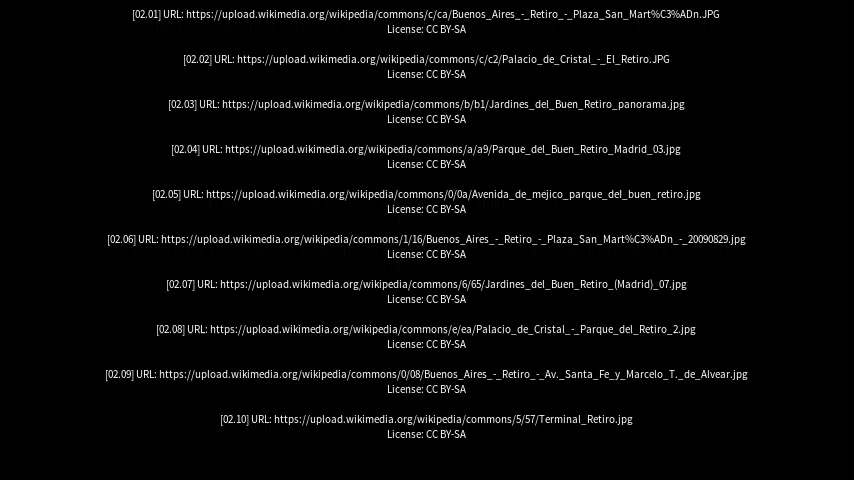 [02.01] URL: https://upload.wikimedia.org/wikipedia/commons/c/ca/Buenos_Aires_-_Retiro_-_Plaza_San_Mart%C3%ADn.JPG
License: CC BY-SA
[02.02] URL: https://upload.wikimedia.org/wikipedia/commons/c/c2/Palacio_de_Cristal_-_El_Retiro.JPG
License: CC BY-SA
[02.03] URL: https://upload.wikimedia.org/wikipedia/commons/b/b1/Jardines_del_Buen_Retiro_panorama.jpg
License: CC BY-SA
[02.04] URL: https://upload.wikimedia.org/wikipedia/commons/a/a9/Parque_del_Buen_Retiro_Madrid_03.jpg
License: CC BY-SA
[02.05] URL: https://upload.wikimedia.org/wikipedia/commons/0/0a/Avenida_de_mejico_parque_del_buen_retiro.jpg
License: CC BY-SA
[02.06] URL: https://upload.wikimedia.org/wikipedia/commons/1/16/Buenos_Aires_-_Retiro_-_Plaza_San_Mart%C3%ADn_-_20090829.jpg
License: CC BY-SA
[02.07] URL: https://upload.wikimedia.org/wikipedia/commons/6/65/Jardines_del_Buen_Retiro_(Madrid)_07.jpg
License: CC BY-SA
[02.08] URL: https://upload.wikimedia.org/wikipedia/commons/e/ea/Palacio_de_Cristal_-_Parque_del_Retiro_2.jpg
License: CC BY-SA
[02.09] URL: https://upload.wikimedia.org/wikipedia/commons/0/08/Buenos_Aires_-_Retiro_-_Av._Santa_Fe_y_Marcelo_T._de_Alvear.jpg
License: CC BY-SA
[02.10] URL: https://upload.wikimedia.org/wikipedia/commons/5/57/Terminal_Retiro.jpg
License: CC BY-SA